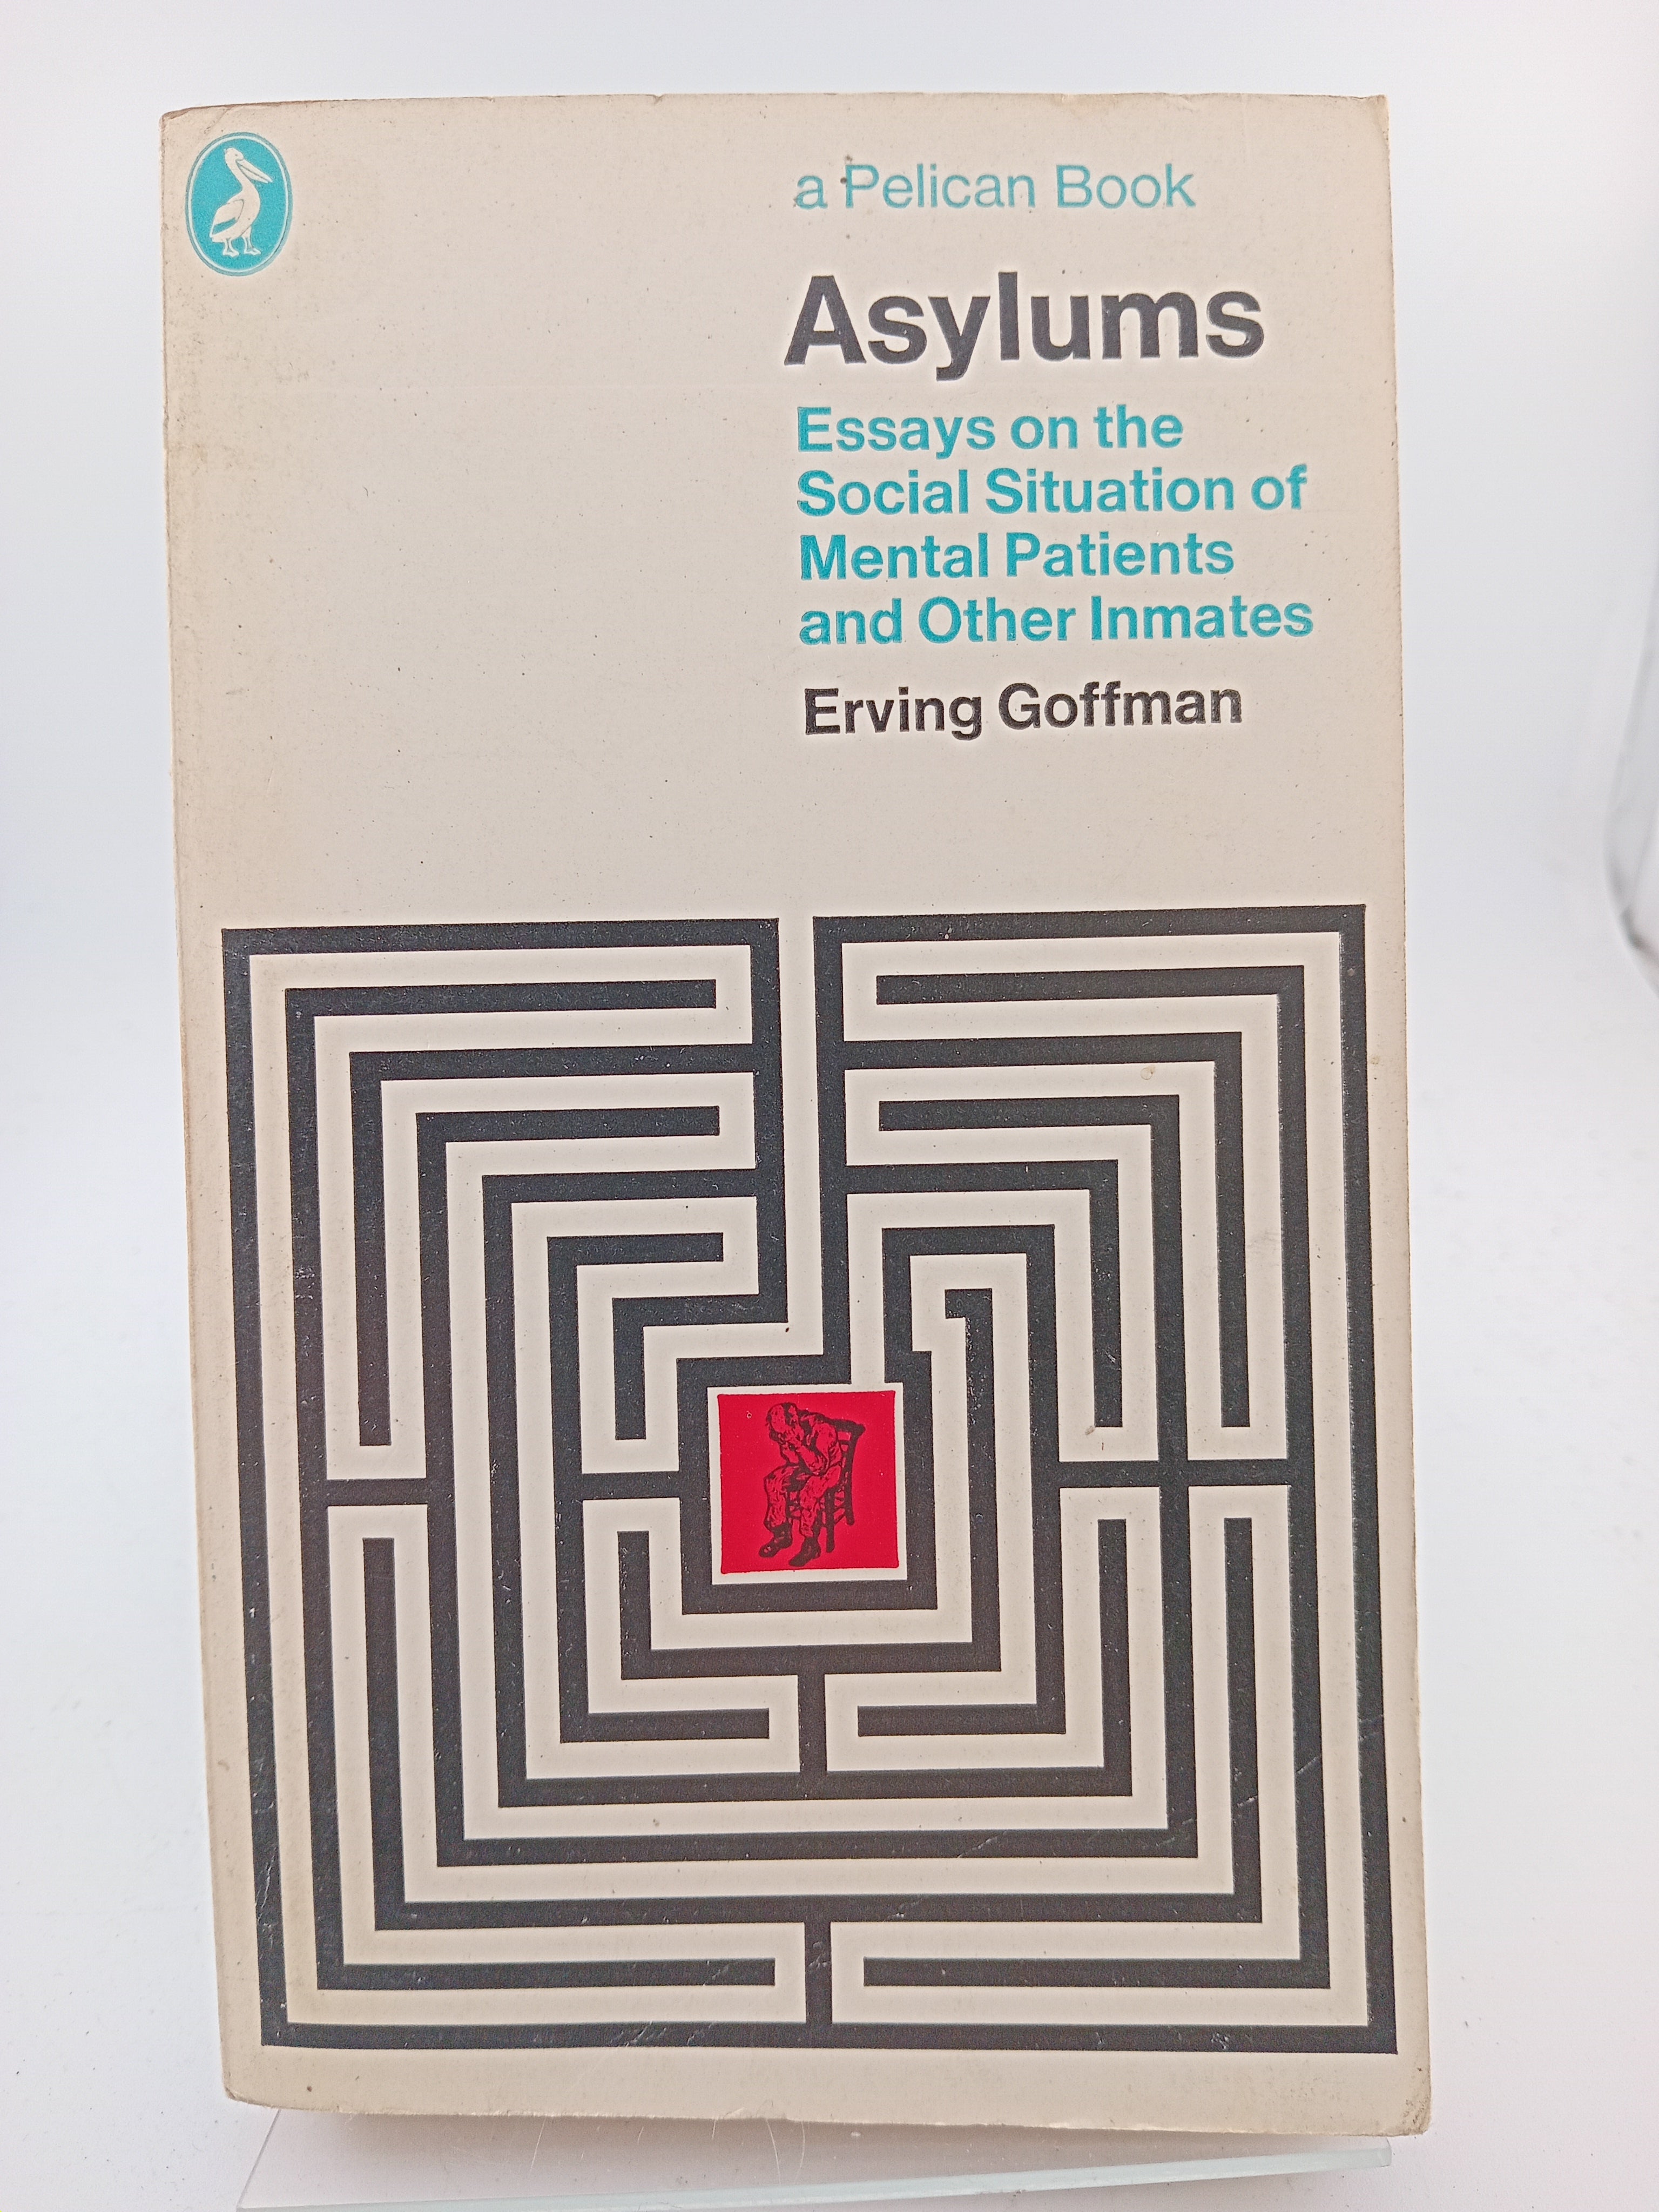 a Pelican Book
Asylums
Essays on the
Social Situation of
Mental Patients
and Other Inmates
Erving Goffman